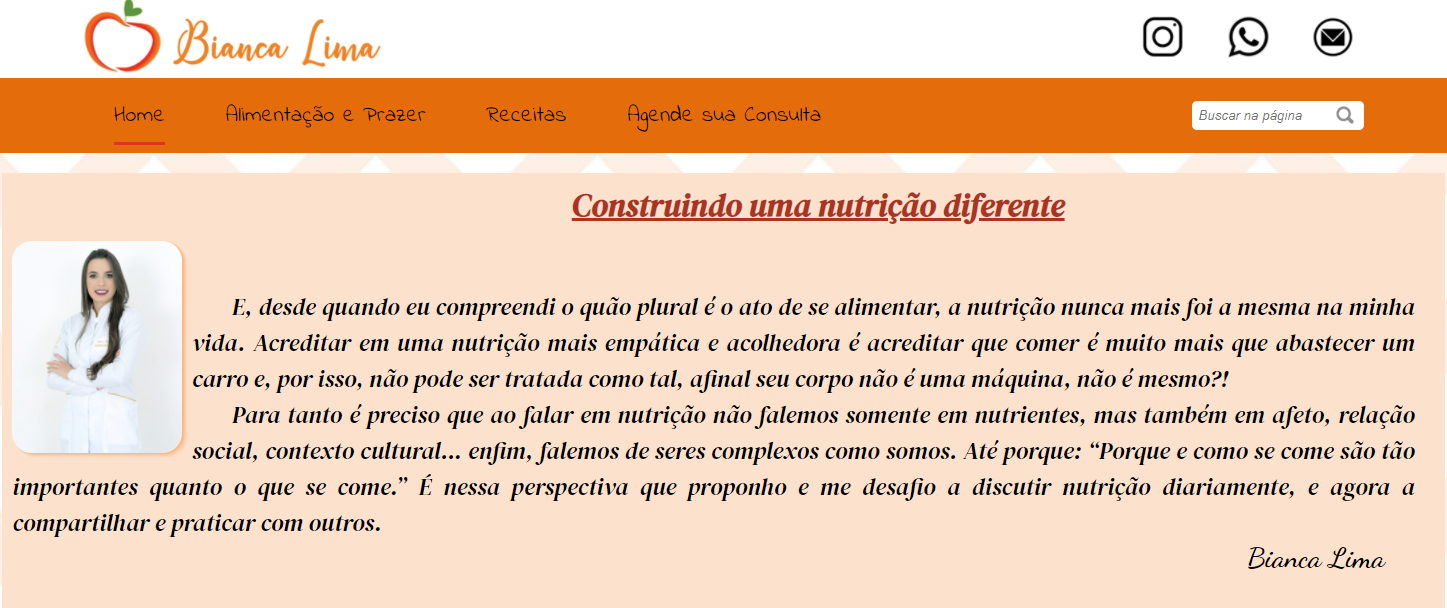 Bianca Lima
Home Alimentação e Prazer Receitas Agende sua Consulta Buscar na página
Construindo uma nutrição diferente
E, desde quando eu compreendi o quão plural é o ato de se alimentar, a nutrição nunca mais foi a mesma na minha
vida. Acreditar em uma nutrição mais empática e acolhedora é acreditar que comer é muito mais que abastecer um
carro e, por isso, não pode ser tratada como tal, afinal seu corpo não é uma máquina, não é mesmo?!
Para tanto é preciso que ao falar em nutrição não falemos somente em nutrientes, mas também em afeto, relação
social, contexto cultural... enfim, falemos de seres complexos como somos. Até porque: “Porque e como se come são tão
importantes quanto o que se come.” É nessa perspectiva que proponho e me desafio a discutir nutrição diariamente, e agora a
compartilhar e praticar com outros.
Bianca Lima